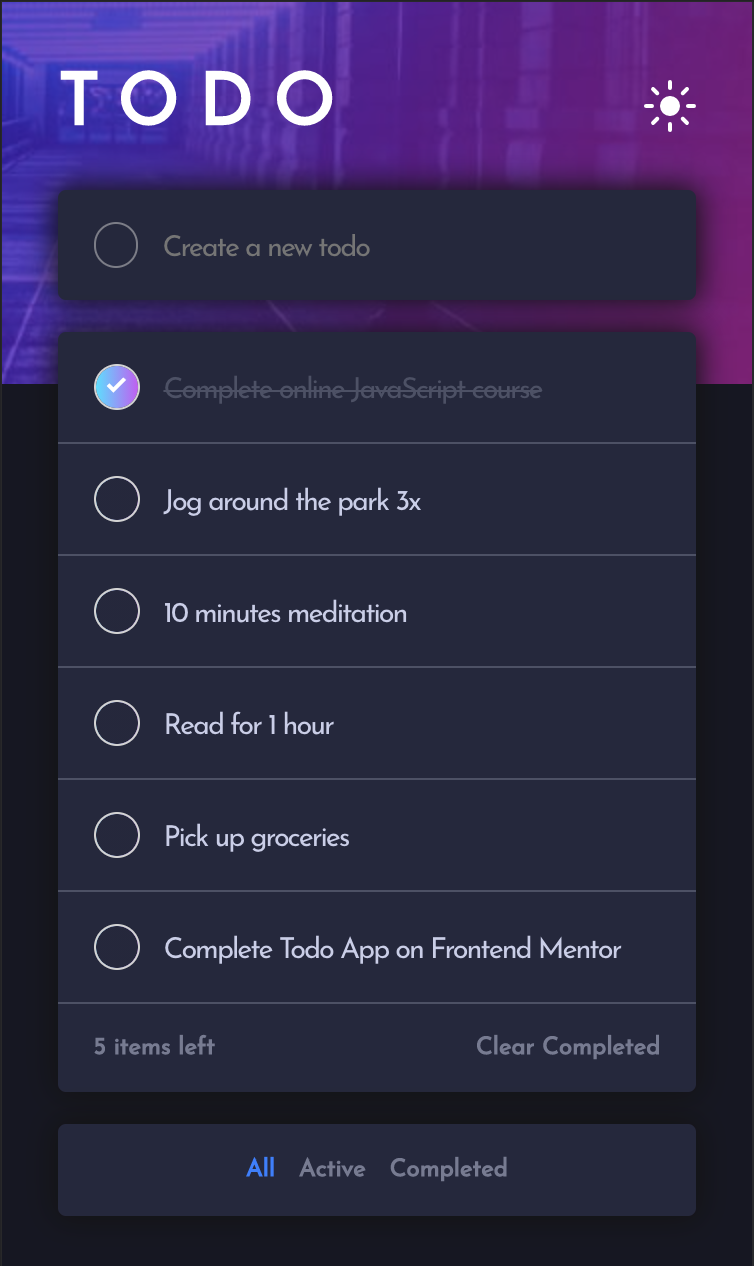 TODO
Create a new todo
Complete online JavaScript course
Jog around the park 3x
10 minutes meditation
Read for 1 hour
Pick up groceries
Complete Todo App on Frontend Mentor
5 items left Clear Completed
All Active Completed